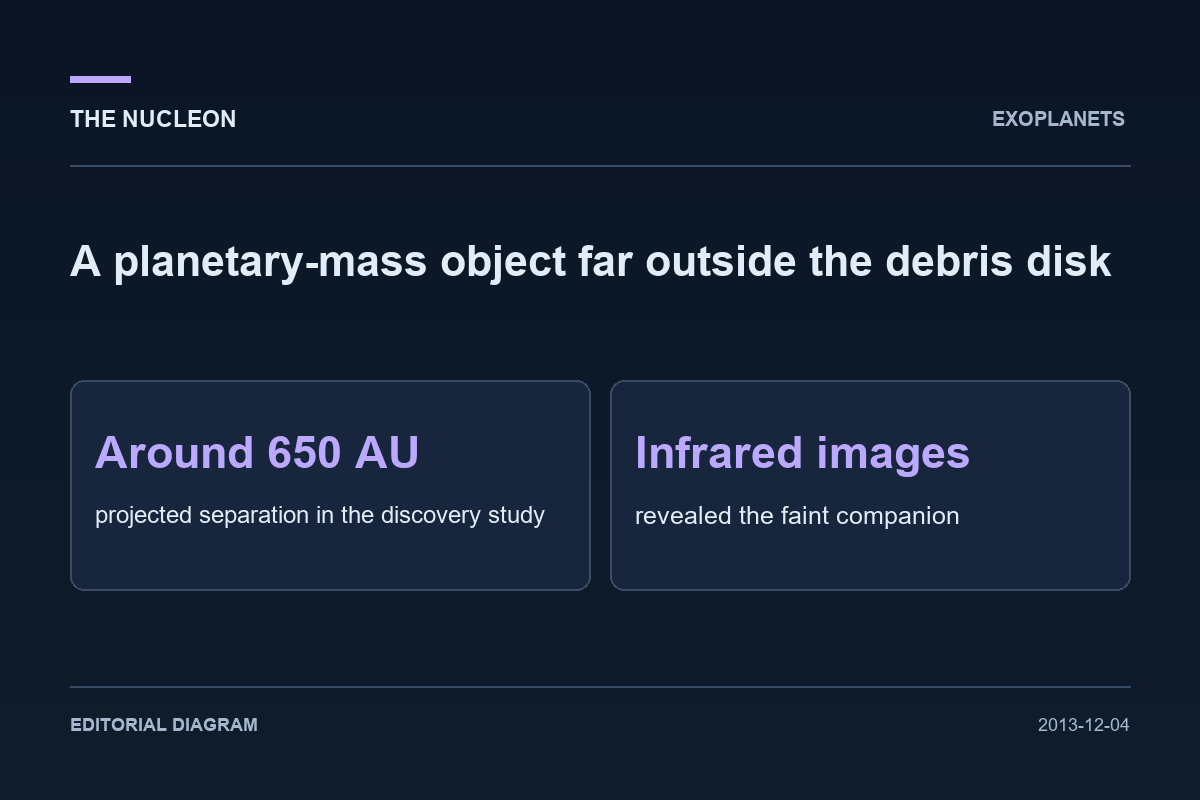 THE NUCLEON
EXOPLANETS
A planetary-mass object far outside the debris disk
Around 650 AU
projected separation in the discovery study
Infrared images
revealed the faint companion
EDITORIAL DIAGRAM
2013-12-04